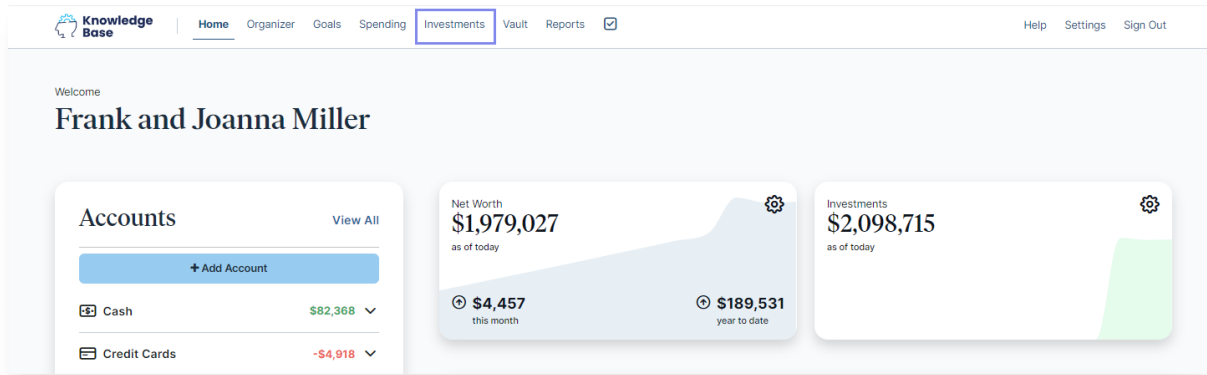 Knowledge Base
Home Organizer Goals Spending Investments Vault Reports
Help Settings Sign Out
Welcome
Frank and Joanna Miller
Accounts
View All
+ Add Account
Cash
$82,368
Credit Cards
-$4,918
Net Worth
$1,979,027
as of today
$4,457
this month
$189,531
year to date
Investments
$2,098,715
as of today